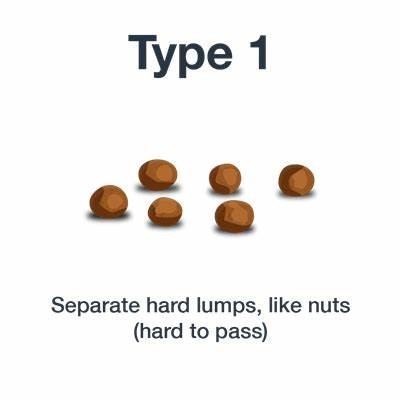 Type 1
Separate hard lumps, like nuts
(hard to pass)